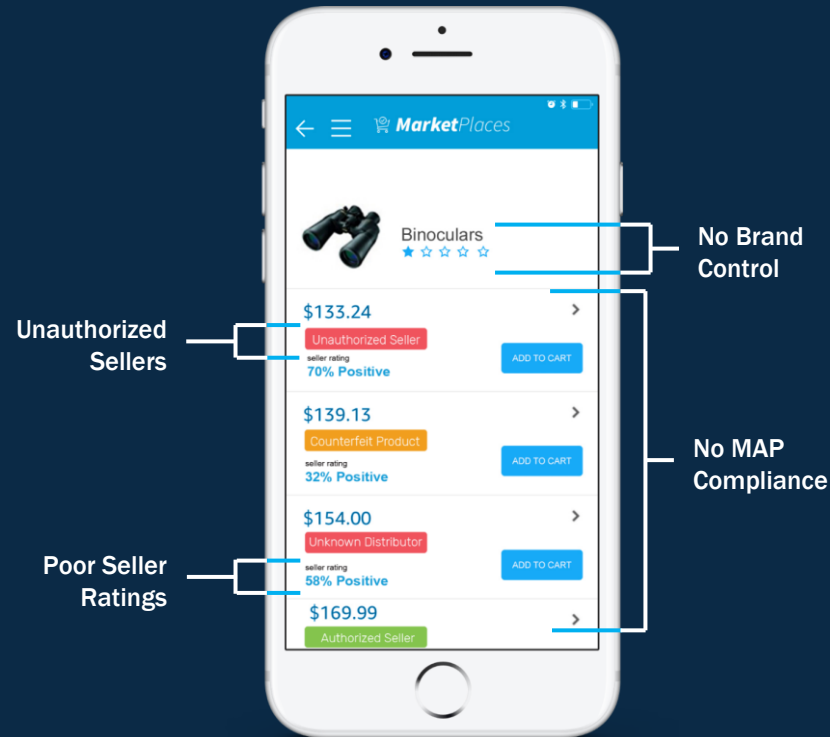 MarketPlaces
Binoculars
No Brand
Control
$133.24
Unauthorized Seller
seller rating
70% Positive
ADD TO CART
Unauthorized
Sellers
$139.13
Counterfeit Product
seller rating
32% Positive
ADD TO CART
No MAP
Compliance
$154.00
Unknown Distributor
seller rating
58% Positive
ADD TO CART
Poor Seller
Ratings
$169.99
Authorized Seller